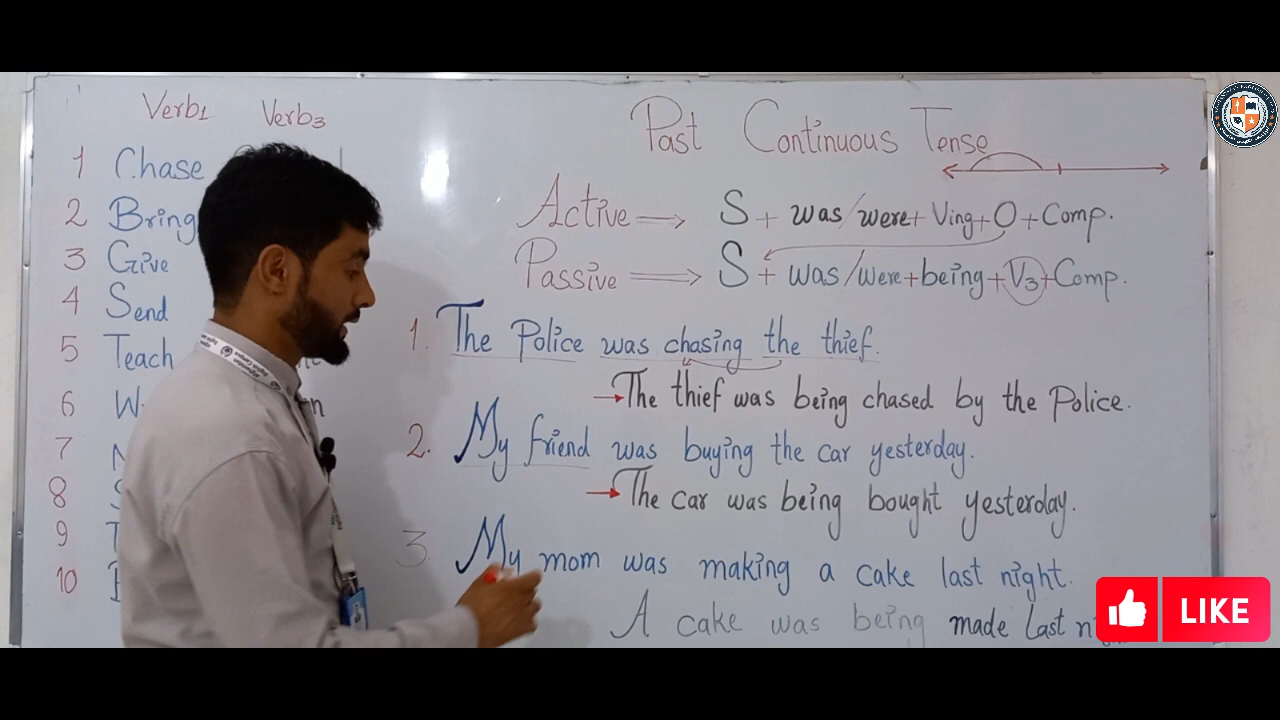 Verb1 Verb3
1 Chase
2 Bring
3 Give
4 Send
5 Teach
6
7
8
9
10
Past Continuous Tense
Active ⇒ S + was/were + Ving + O + Comp.
Passive ⇒ S + was/were + being + V3 + Comp.
1. The Police was chasing the thief.
→ The thief was being chased by the Police.
2. My friend was buying the car yesterday.
→ The car was being bought yesterday.
3. My mom was making a cake last night.
A cake was being made last
LIKE